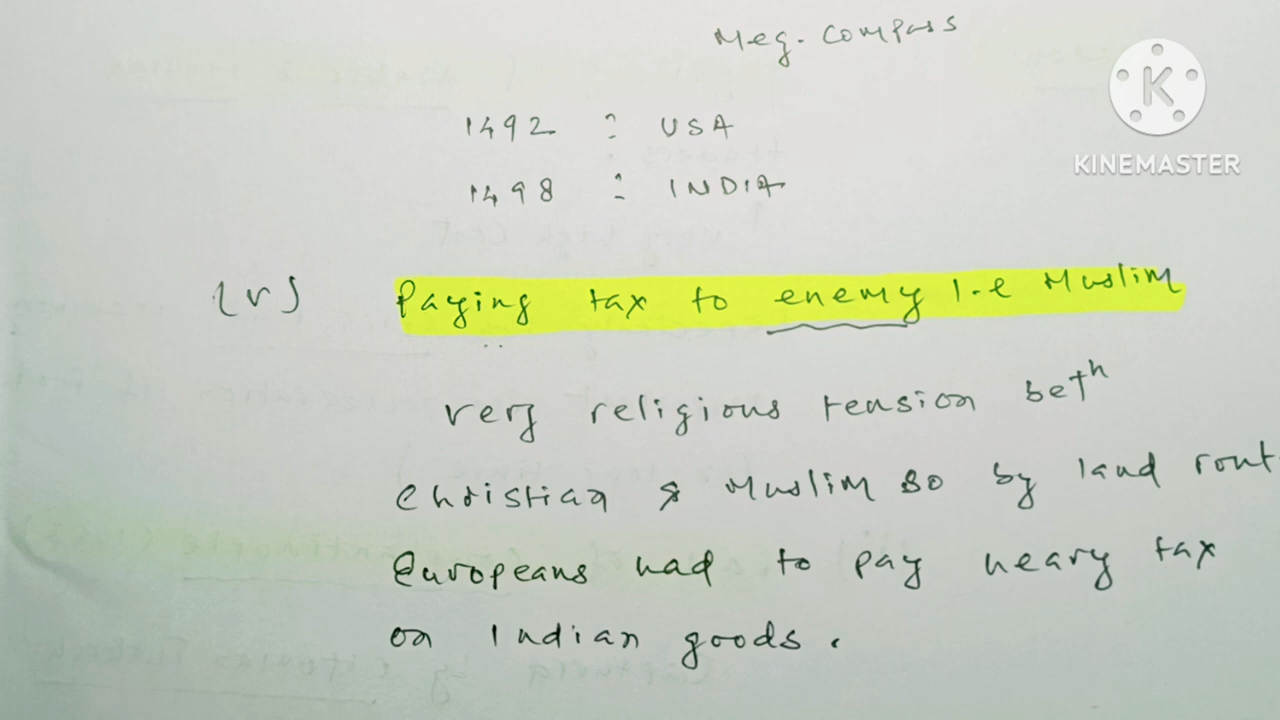 Meg. Compass
K
KINEMASTER
1492 : USA
1498 : INDIA
(v) Paying tax to enemy i.e Muslim
very religious tension betn
Christian & Muslim so by land rout
Europeans had to pay heavy tax
on Indian goods.